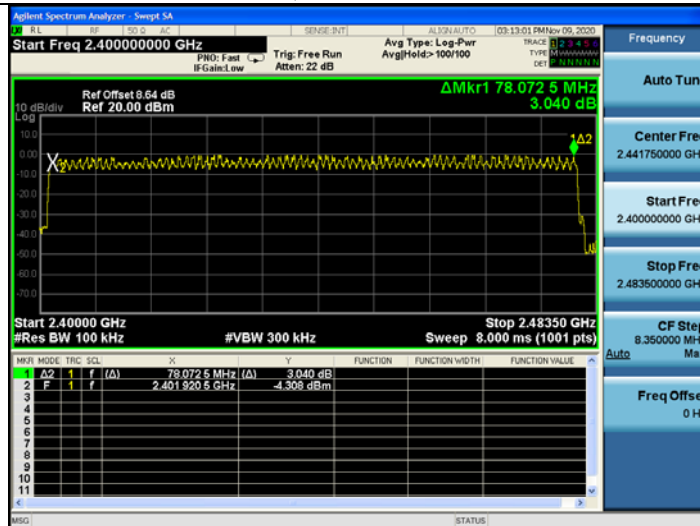 Agilent Spectrum Analyzer - Swept SA
RL RF 50 Ω AC SENSE:INT ALIGNAUTO 03:13:01 PM Nov 09, 2020
Start Freq 2.400000000 GHz
PNO: Fast
IFGain:Low
Trig: Free Run
Atten: 22 dB
Avg Type: Log-Pwr
Avg|Hold:> 100/100
TRACE 1 2 3 4 5 6
TYPE M
DET P N N N N N
Ref Offset 8.64 dB
Ref 20.00 dBm
10 dB/div
Log
ΔMkr1 78.072 5 MHz
3.040 dB
10.0
0.00
-10.0
-20.0
-30.0
-40.0
-50.0
-60.0
-70.0
X2
1Δ2
Start 2.40000 GHz Stop 2.48350 GHz
#Res BW 100 kHz #VBW 300 kHz Sweep 8.000 ms (1001 pts)
MKR MODE TRC SCL X Y FUNCTION FUNCTION WIDTH FUNCTION VALUE
1 Δ2 1 f (Δ) 78.072 5 MHz (Δ) 3.040 dB
2 F 1 f 2.401 920 5 GHz -4.308 dBm
3
4
5
6
7
8
9
10
11
MSG STATUS
Frequency
Auto Tun
Center Fre
2.441750000 GH
Start Fre
2.400000000 GH
Stop Fre
2.483500000 GH
CF Step
8.350000 MH
Auto Ma
Freq Offse
0 H